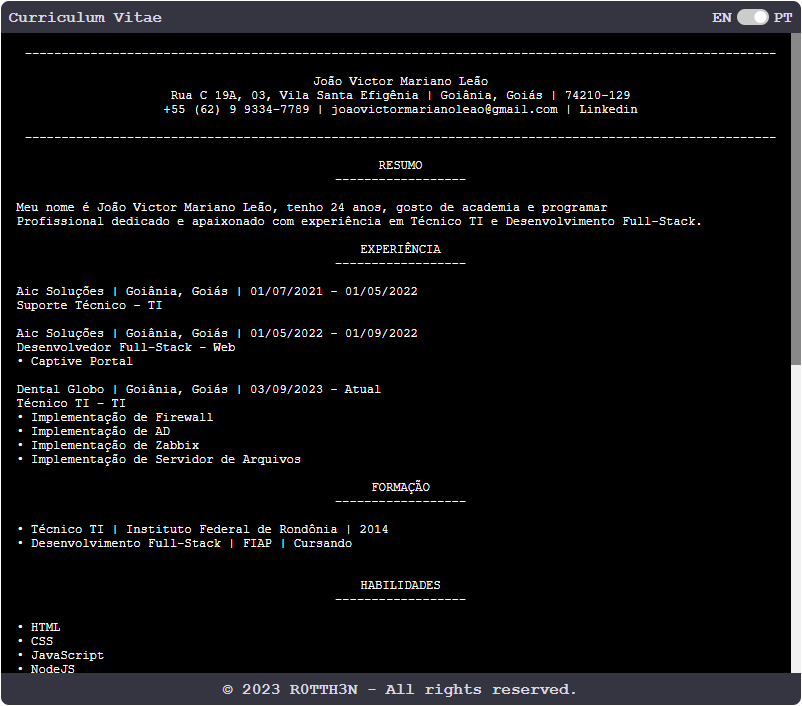 Curriculum Vitae
EN PT
João Victor Mariano Leão
Rua C 19A, 03, Vila Santa Efigênia | Goiânia, Goiás | 74210-129
+55 (62) 9 9334-7789 | joaovictormarianoleao@gmail.com | Linkedin
RESUMO
Meu nome é João Victor Mariano Leão, tenho 24 anos, gosto de academia e programar
Profissional dedicado e apaixonado com experiência em Técnico TI e Desenvolvimento Full-Stack.
EXPERIÊNCIA
Aic Soluções | Goiânia, Goiás | 01/07/2021 - 01/05/2022
Suporte Técnico - TI
Aic Soluções | Goiânia, Goiás | 01/05/2022 - 01/09/2022
Desenvolvedor Full-Stack - Web
• Captive Portal
Dental Globo | Goiânia, Goiás | 03/09/2023 - Atual
Técnico TI - TI
• Implementação de Firewall
• Implementação de AD
• Implementação de Zabbix
• Implementação de Servidor de Arquivos
FORMAÇÃO
• Técnico TI | Instituto Federal de Rondônia | 2014
• Desenvolvimento Full-Stack | FIAP | Cursando
HABILIDADES
• HTML
• CSS
• JavaScript
• NodeJS
© 2023 R0TTH3N - All rights reserved.